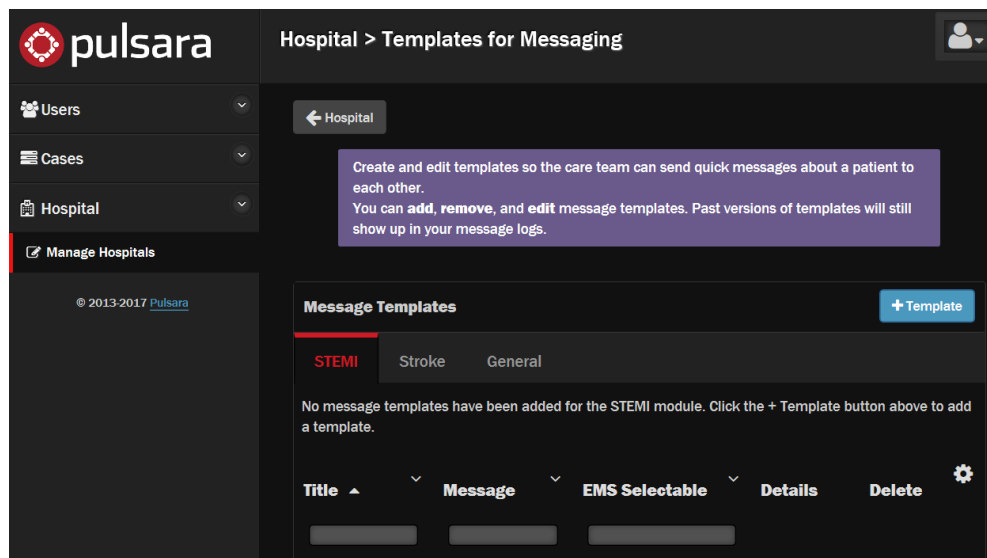 pulsara
Hospital > Templates for Messaging
Users
Cases
Hospital
Manage Hospitals
© 2013-2017 Pulsara
Hospital
Create and edit templates so the care team can send quick messages about a patient to
each other.
You can add, remove, and edit message templates. Past versions of templates will still
show up in your message logs.
Message Templates
+ Template
STEMI Stroke General
No message templates have been added for the STEMI module. Click the + Template button above to add
a template.
Title Message EMS Selectable Details Delete